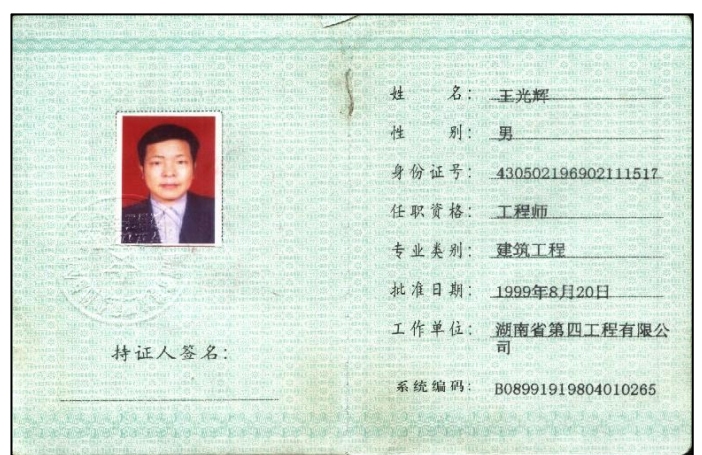 持证人签名:
姓 名: 王光辉
性 别: 男
身份证号: 430502196902111517
任职资格: 工程师
专业类别: 建筑工程
批准日期: 1999年8月20日
工作单位: 湖南省第四工程有限公
司
系统编码: B08991919804010265